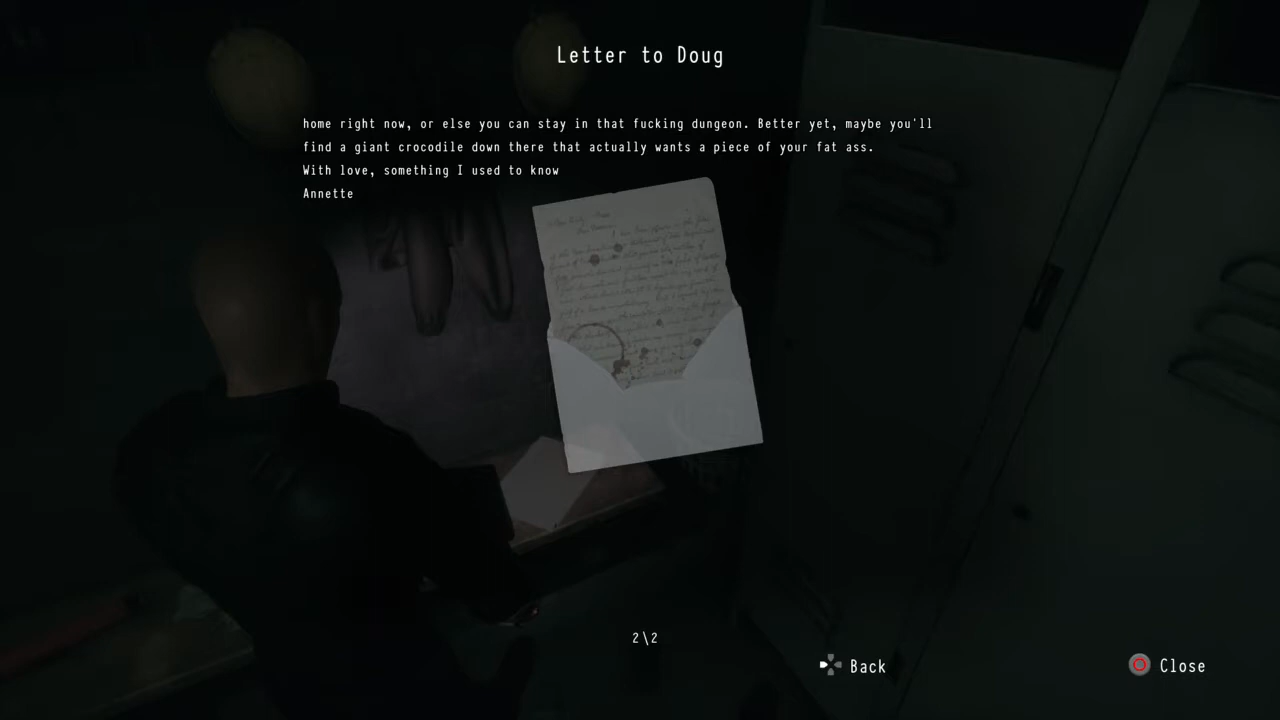 Letter to Doug
home right now, or else you can stay in that fucking dungeon. Better yet, maybe you'll
find a giant crocodile down there that actually wants a piece of your fat ass.
With love, something I used to know
Annette
2\2
Back
Close